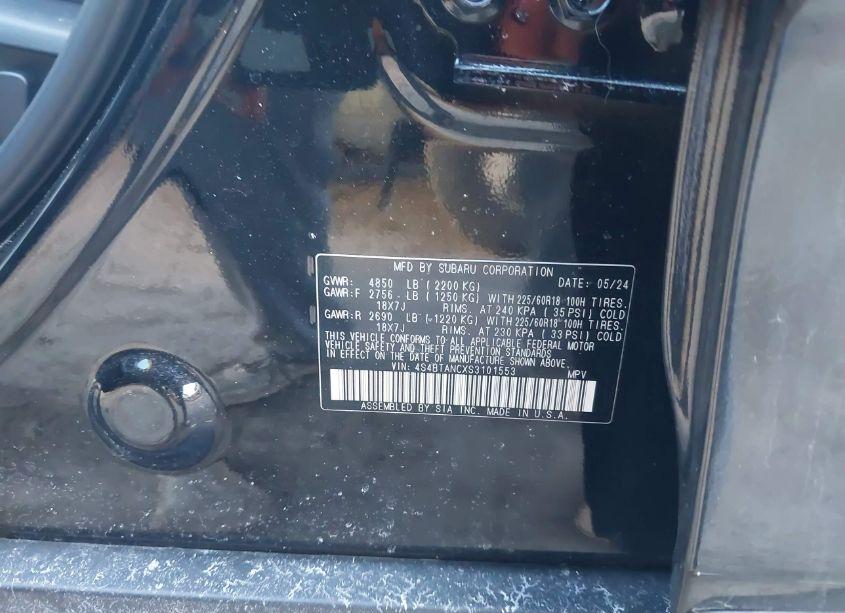 MFD BY SUBARU CORPORATION DATE: 05/24
GVWR: 4850 LB (2200 KG)
GAWR:F 2756 LB (1250 KG) WITH 225/60R18 100H TIRES.
18X7J RIMS. AT 240 KPA (35 PSI) COLD
GAWR:R 2690 LB (1220 KG) WITH 225/60R18 100H TIRES.
18X7J RIMS. AT 230 KPA (33 PSI) COLD
THIS VEHICLE CONFORMS TO ALL APPLICABLE FEDERAL MOTOR
VEHICLE SAFETY AND THEFT PREVENTION STANDARDS
IN EFFECT ON THE DATE OF MANUFACTURE SHOWN ABOVE.
VIN: 4S4BTANCXS3101553 MPV
ASSEMBLED BY SIA INC. MADE IN U.S.A.